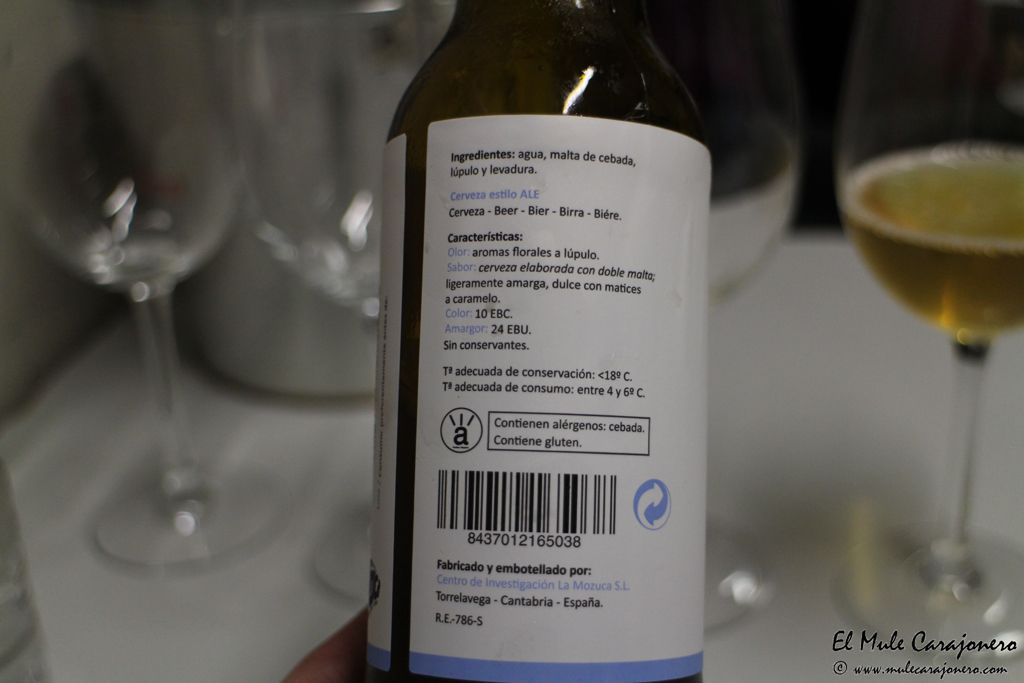 Ingredientes: agua, malta de cebada,
lúpulo y levadura.
Cerveza estilo ALE
Cerveza - Beer - Bier - Birra - Biére.
Características:
Olor: aromas florales a lúpulo.
Sabor: cerveza elaborada con doble malta;
ligeramente amarga, dulce con matices
a caramelo.
Color: 10 EBC.
Amargor: 24 EBU.
Sin conservantes.
Tª adecuada de conservación: <18º C.
Tª adecuada de consumo: entre 4 y 6º C.
a
Contienen alérgenos: cebada.
Contiene gluten.
8437012165038
Fabricado y embotellado por:
Centro de Investigación La Mozuca S.L.
Torrelavega - Cantabria - España.
R.E.-786-S
El Mule Carajonero
© www.mulecarajonero.com